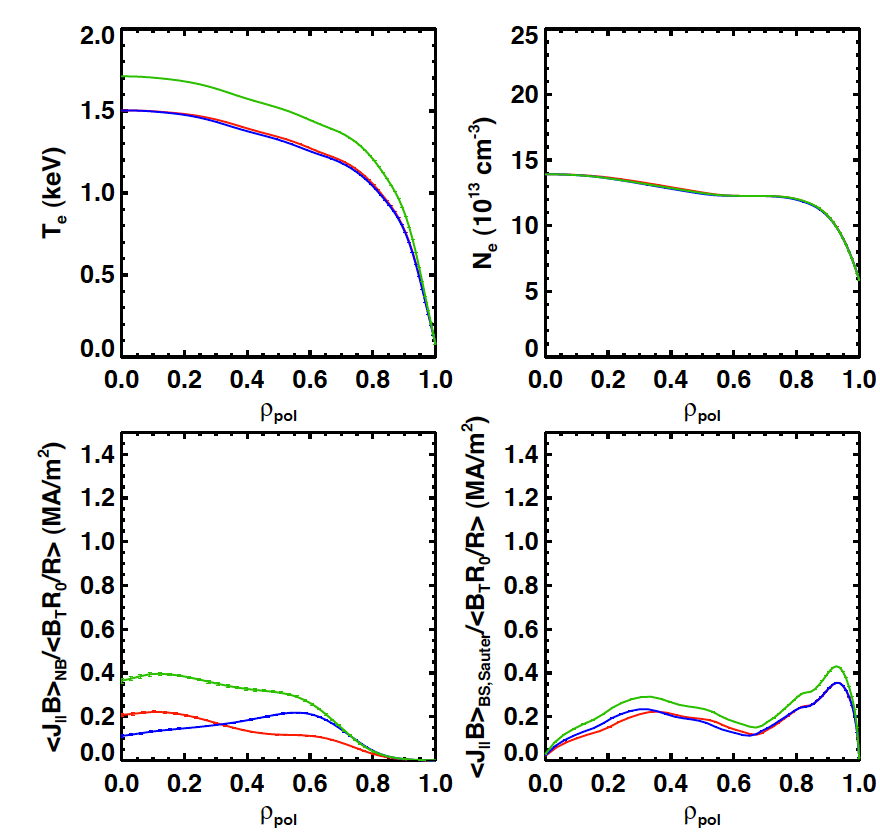 2.0
1.5
1.0
0.5
0.0
T_e (keV)
0.0 0.2 0.4 0.6 0.8 1.0
ρ_pol
25
20
15
10
5
0
N_e (10^13 cm^-3)
0.0 0.2 0.4 0.6 0.8 1.0
ρ_pol
1.4
1.2
1.0
0.8
0.6
0.4
0.2
0.0
<J_||B>_NB/<B_TR_0/R> (MA/m^2)
0.0 0.2 0.4 0.6 0.8 1.0
ρ_pol
1.4
1.2
1.0
0.8
0.6
0.4
0.2
0.0
<J_||B>_BS,Sauter/<B_TR_0/R> (MA/m^2)
0.0 0.2 0.4 0.6 0.8 1.0
ρ_pol